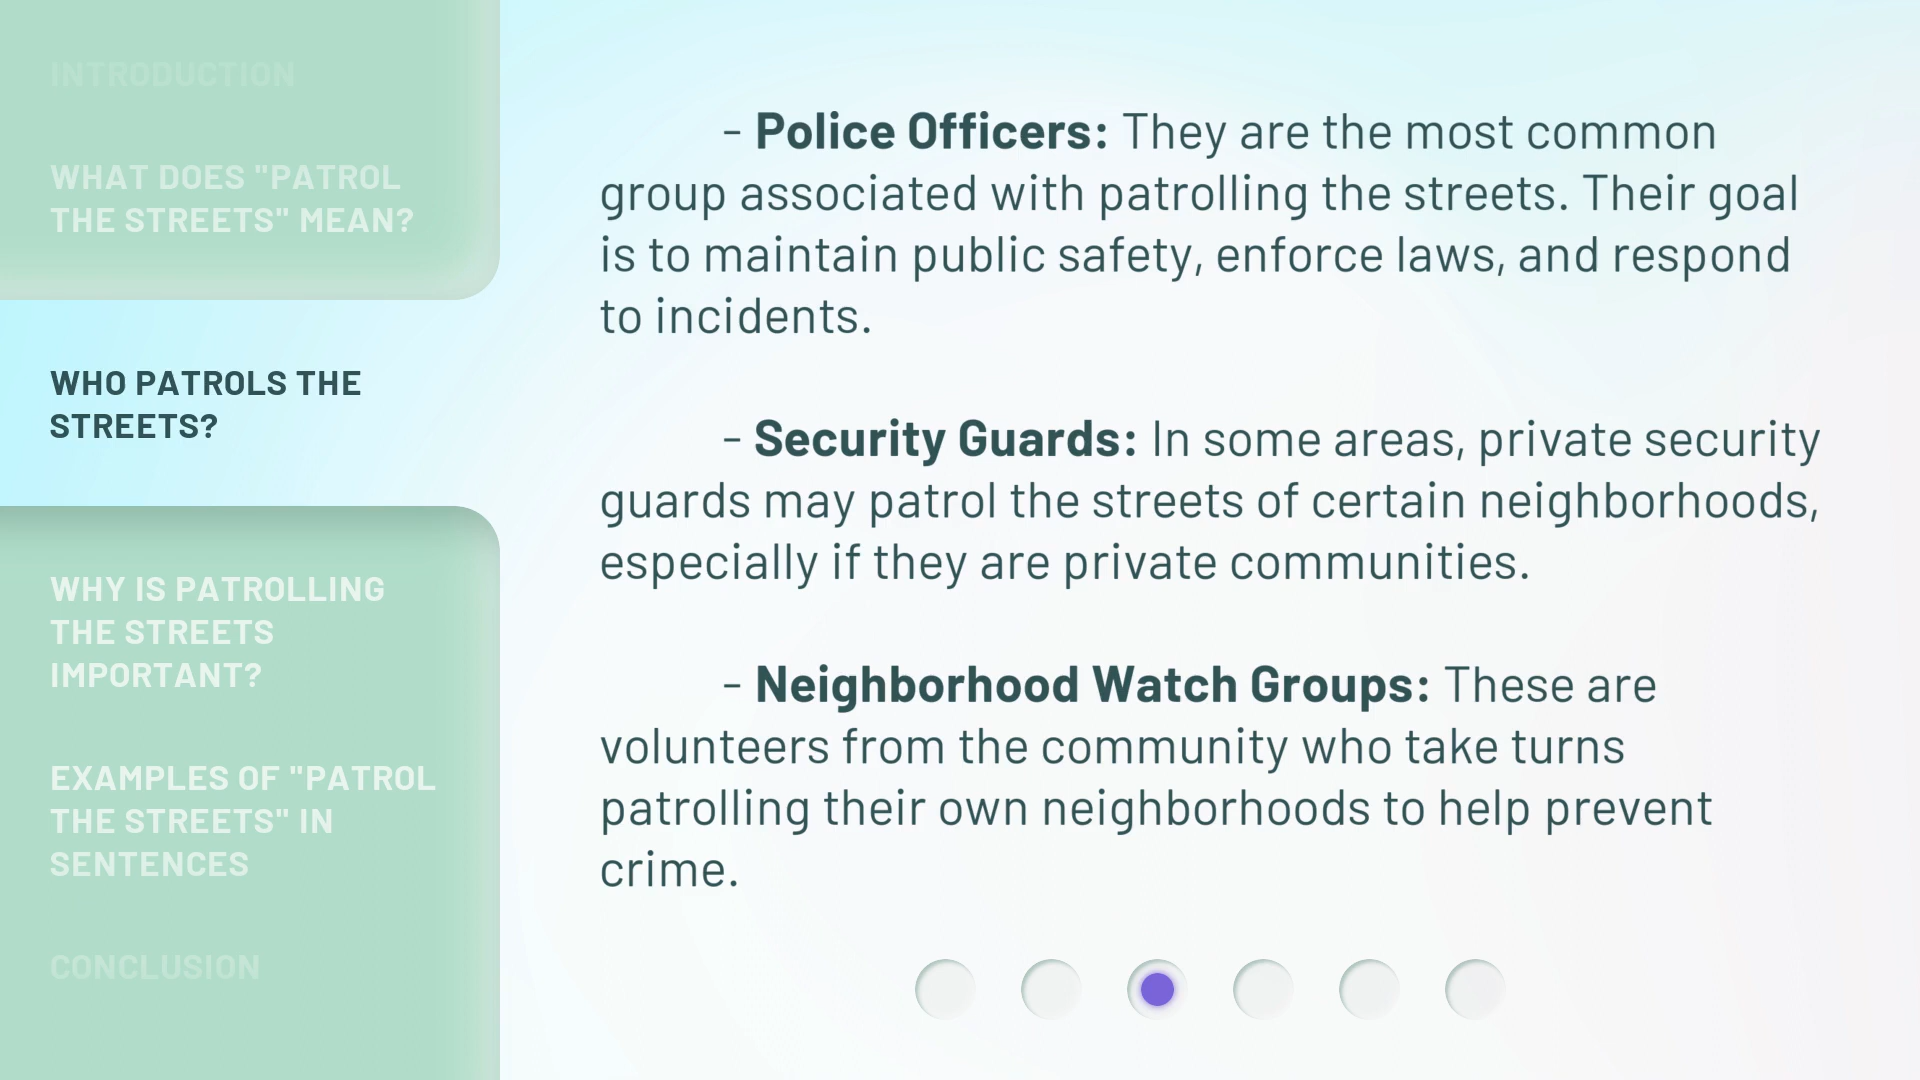 INTRODUCTION
WHAT DOES "PATROL
THE STREETS" MEAN?
WHO PATROLS THE
STREETS?
WHY IS PATROLLING
THE STREETS
IMPORTANT?
EXAMPLES OF "PATROL
THE STREETS" IN
SENTENCES
CONCLUSION
- Police Officers: They are the most common
group associated with patrolling the streets. Their goal
is to maintain public safety, enforce laws, and respond
to incidents.
- Security Guards: In some areas, private security
guards may patrol the streets of certain neighborhoods,
especially if they are private communities.
- Neighborhood Watch Groups: These are
volunteers from the community who take turns
patrolling their own neighborhoods to help prevent
crime.